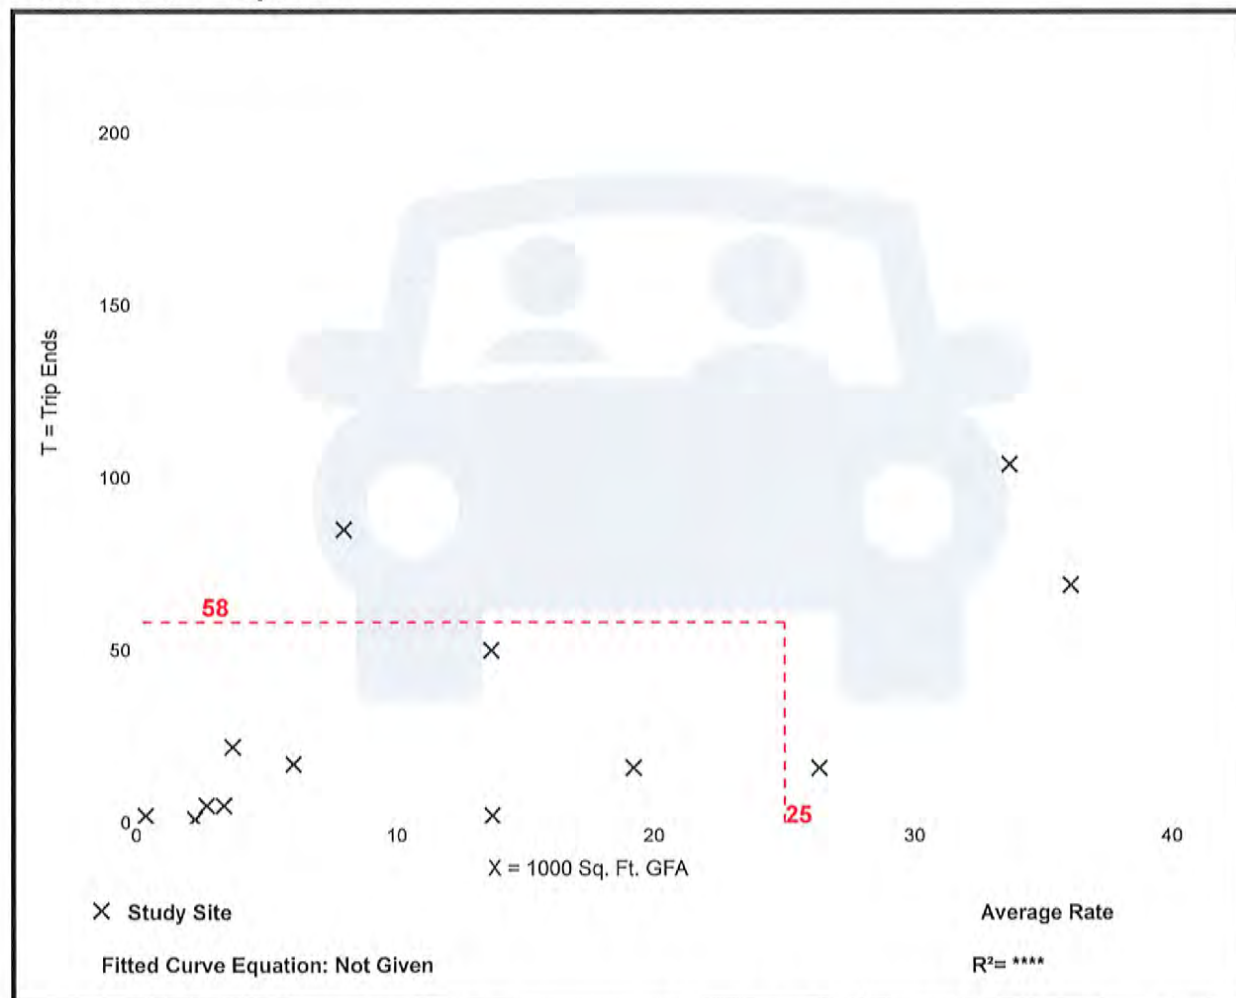 200
150
T = Trip Ends
100
58
50
0
25
0 10 20 30 40
X = 1000 Sq. Ft. GFA
Study Site Average Rate
Fitted Curve Equation: Not Given R²= ****